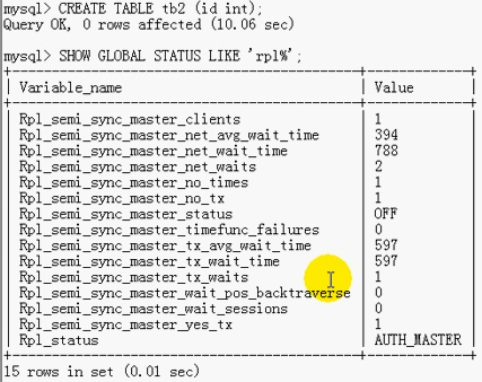 mysql> CREATE TABLE tb2 (id int);
Query OK, 0 rows affected (10.06 sec)
mysql> SHOW GLOBAL STATUS LIKE 'rpl%';
| Variable_name | Value |
| Rpl_semi_sync_master_clients | 1 |
| Rpl_semi_sync_master_net_avg_wait_time | 394 |
| Rpl_semi_sync_master_net_wait_time | 788 |
| Rpl_semi_sync_master_net_waits | 2 |
| Rpl_semi_sync_master_no_times | 1 |
| Rpl_semi_sync_master_no_tx | 1 |
| Rpl_semi_sync_master_status | OFF |
| Rpl_semi_sync_master_timefunc_failures | 0 |
| Rpl_semi_sync_master_tx_avg_wait_time | 597 |
| Rpl_semi_sync_master_tx_wait_time | 597 |
| Rpl_semi_sync_master_tx_waits | 1 |
| Rpl_semi_sync_master_wait_pos_backtraverse | 0 |
| Rpl_semi_sync_master_wait_sessions | 0 |
| Rpl_semi_sync_master_yes_tx | 1 |
| Rpl_status | AUTH_MASTER |
15 rows in set (0.01 sec)